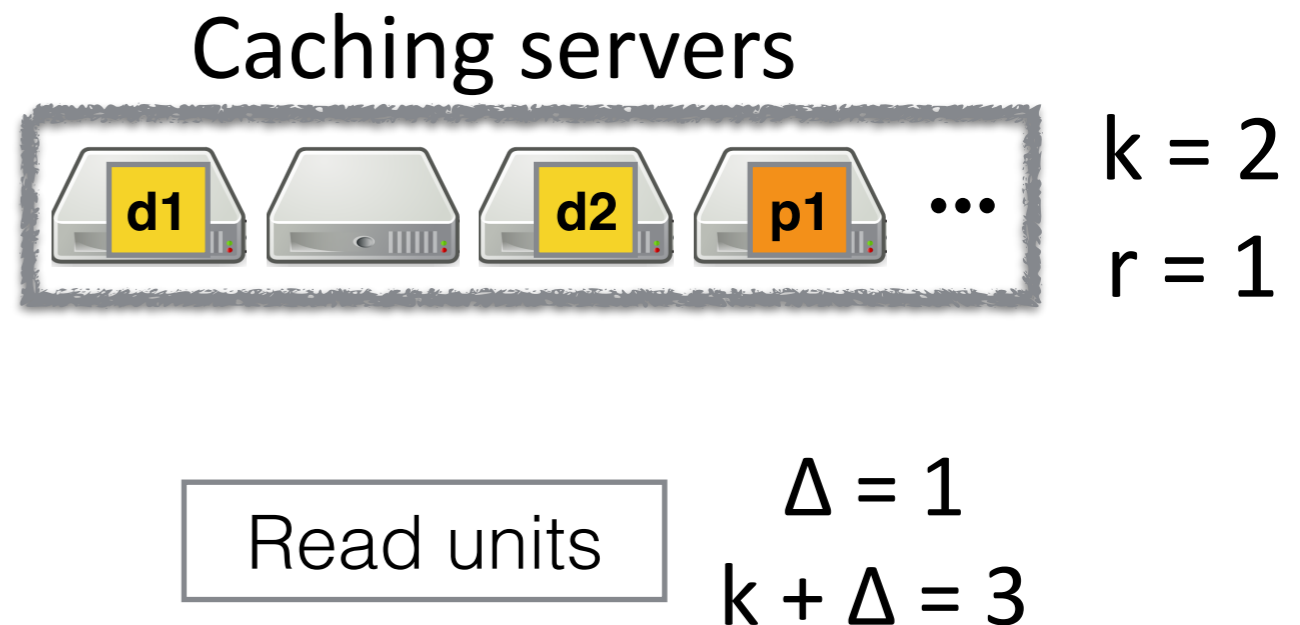 Caching servers
d1 d2 p1 •••
k = 2
r = 1
Read units
Δ = 1
k + Δ = 3